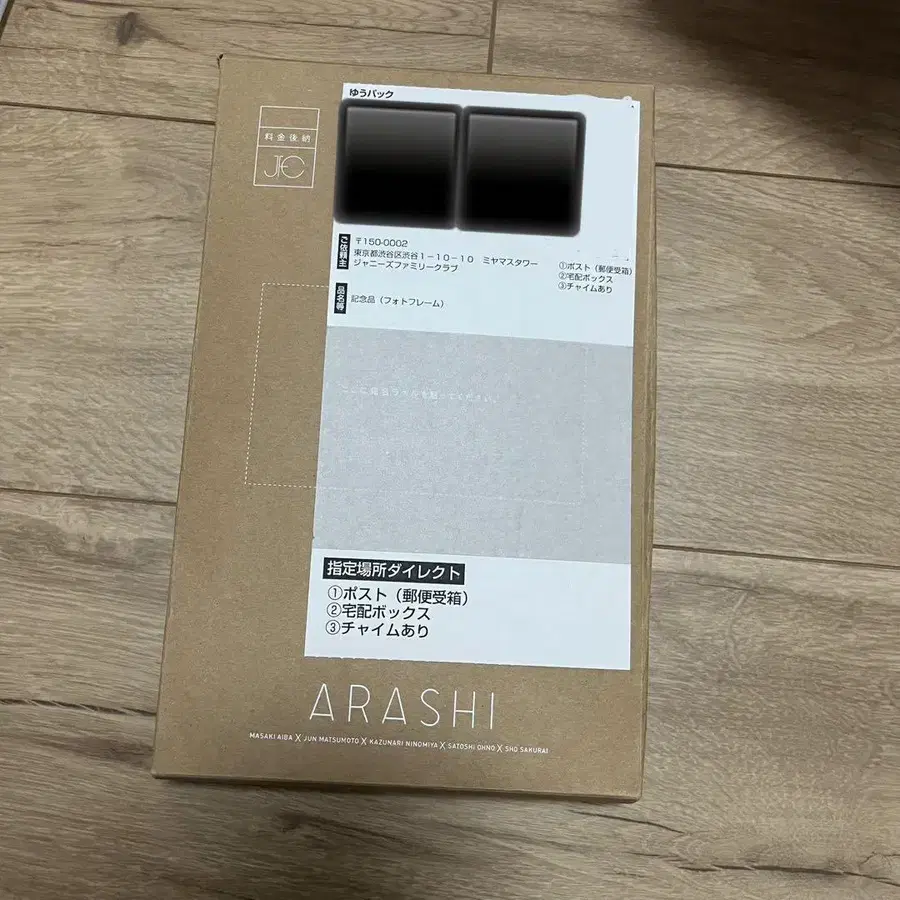 ゆうパック
料金後納
JFC
ご依頼主
〒150-0002
東京都渋谷区渋谷1-10-10 ミヤマスタワー
ジャニーズファミリークラブ
①ポスト（郵便受箱）
②宅配ボックス
③チャイムあり
品名等
記念品（フォトフレーム）
指定場所ダイレクト
①ポスト（郵便受箱）
②宅配ボックス
③チャイムあり
ARASHI
MASAKI AIBA X JUN MATSUMOTO X KAZUNARI NINOMIYA X SATOSHI OHNO X SHO SAKURAI